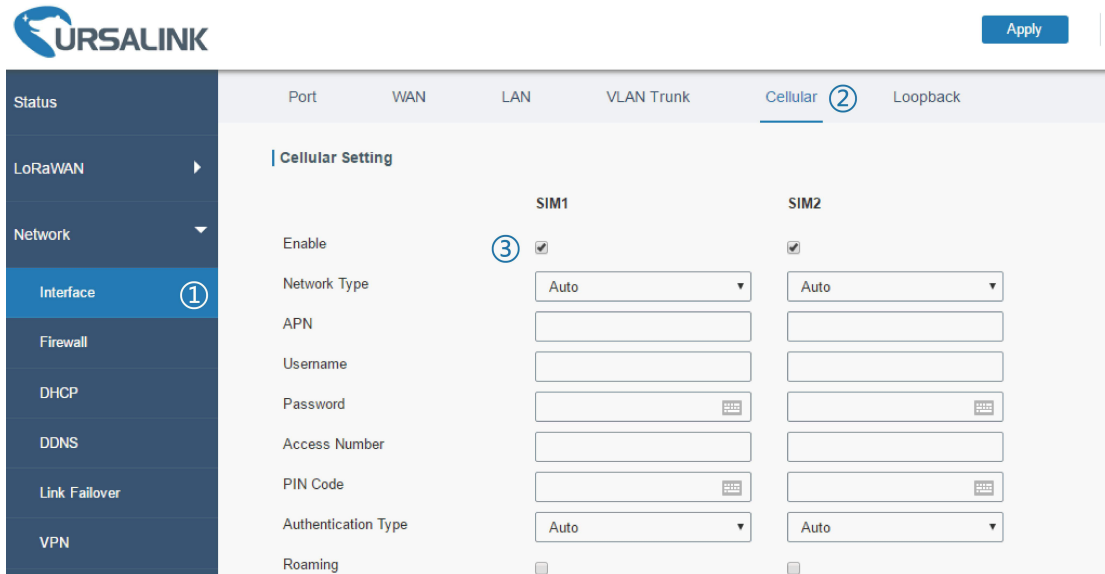 URSALINK
Apply
Status
LoRaWAN
Network
Interface ①
Firewall
DHCP
DDNS
Link Failover
VPN
Port WAN LAN VLAN Trunk Cellular ② Loopback
Cellular Setting
SIM1 SIM2
Enable ③
Network Type Auto Auto
APN
Username
Password
Access Number
PIN Code
Authentication Type Auto Auto
Roaming